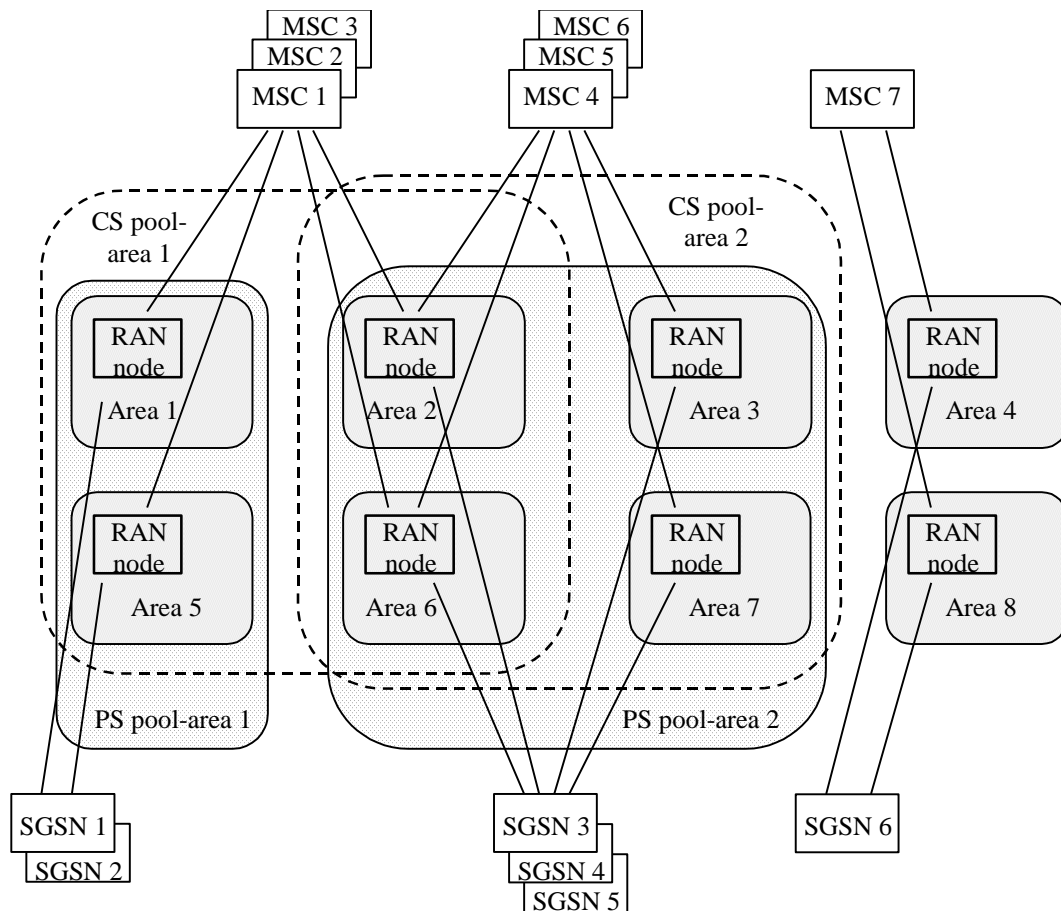 MSC 3
MSC 2
MSC 1
MSC 6
MSC 5
MSC 4
MSC 7
CS pool-
area 1
CS pool-
area 2
RAN
node
Area 1
RAN
node
Area 2
RAN
node
Area 3
RAN
node
Area 4
RAN
node
Area 5
RAN
node
Area 6
RAN
node
Area 7
RAN
node
Area 8
PS pool-area 1
PS pool-area 2
SGSN 1
SGSN 2
SGSN 3
SGSN 4
SGSN 5
SGSN 6